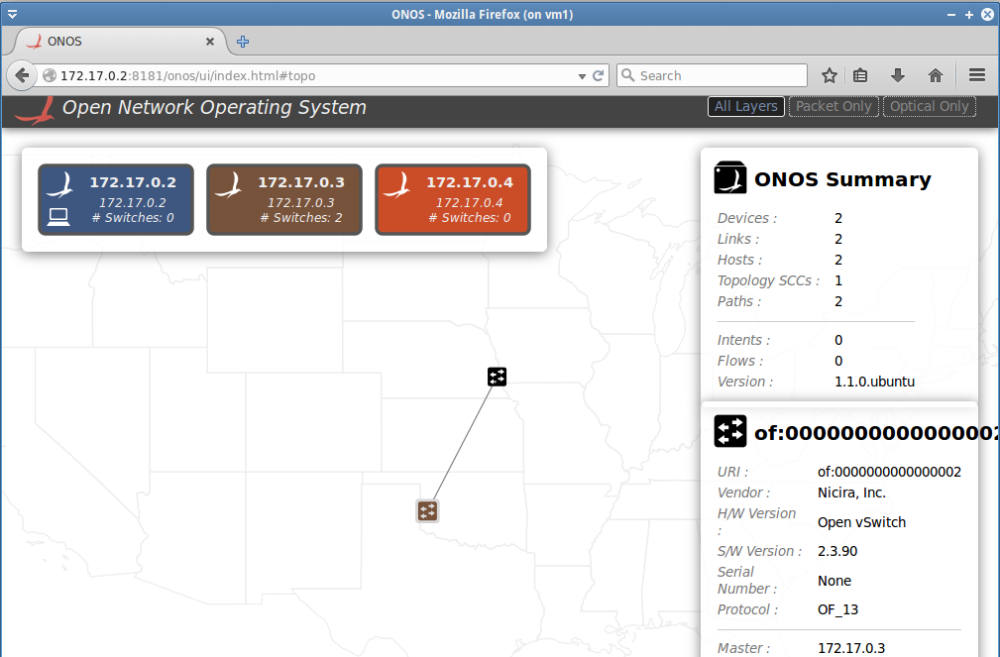 ONOS - Mozilla Firefox (on vm1)
ONOS
172.17.0.2:8181/onos/ui/index.html#topo
Search
Open Network Operating System
All Layers Packet Only Optical Only
172.17.0.2
172.17.0.2
# Switches: 0
172.17.0.3
172.17.0.3
# Switches: 2
172.17.0.4
172.17.0.4
# Switches: 0
ONOS Summary
Devices : 2
Links : 2
Hosts : 2
Topology SCCs : 1
Paths : 2
Intents : 0
Flows : 0
Version : 1.1.0.ubuntu
of:0000000000000002
URI : of:0000000000000002
Vendor : Nicira, Inc.
H/W Version : Open vSwitch
S/W Version : 2.3.90
Serial Number : None
Protocol : OF_13
Master : 172.17.0.3